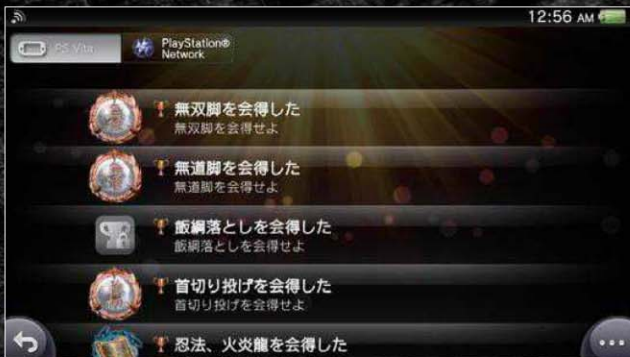 12:56 AM
PS Vita
PlayStation®
Network
無双脚を会得した
無双脚を会得せよ
無道脚を会得した
無道脚を会得せよ
飯綱落としを会得した
飯綱落としを会得せよ
首切り投げを会得した
首切り投げを会得せよ
忍法、火炎龍を会得した